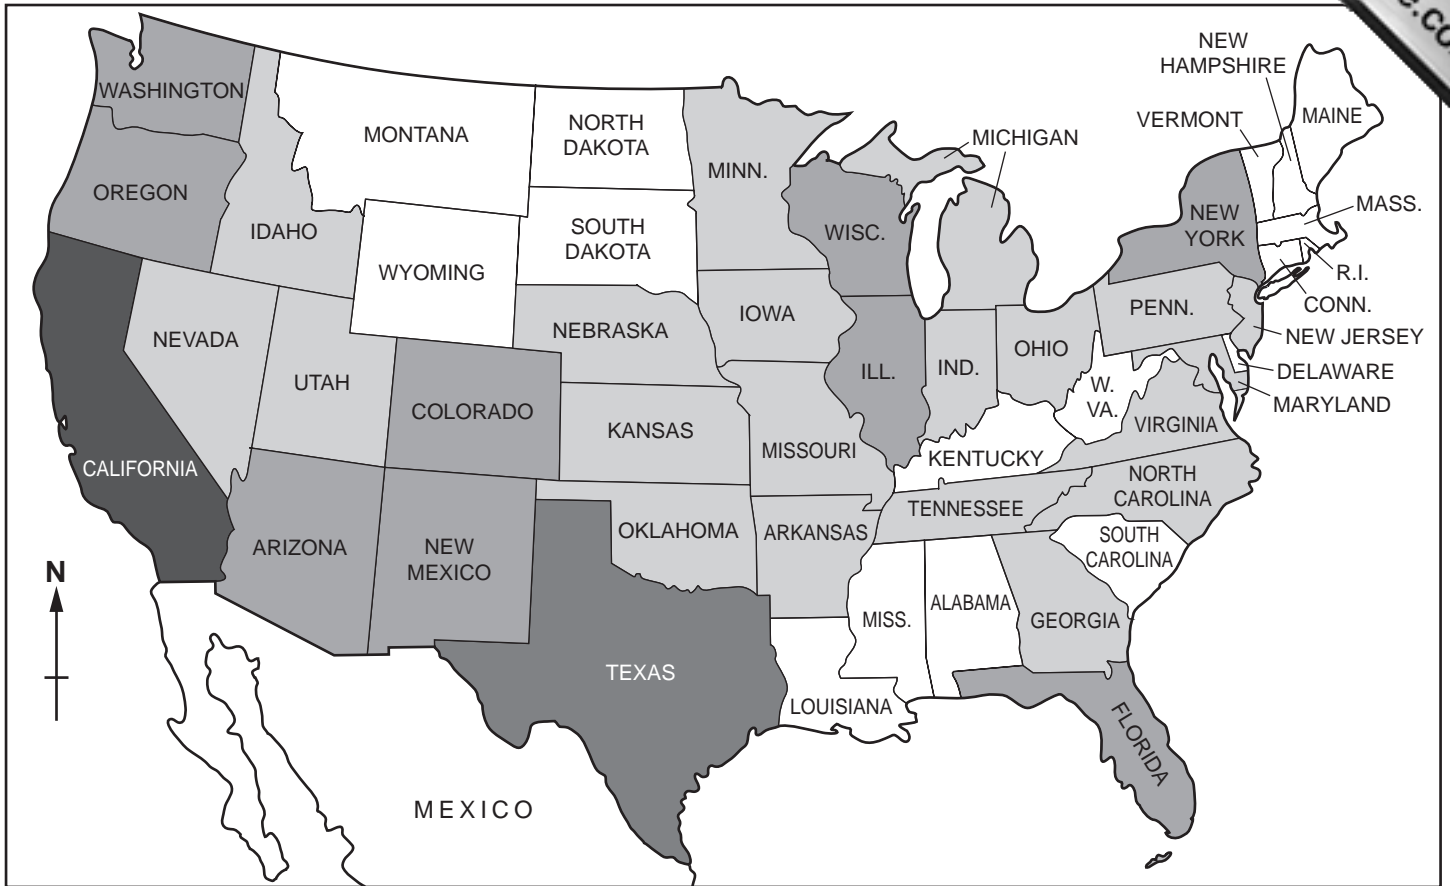 NEW
HAMPSHIRE
VERMONT
MAINE
WASHINGTON
MONTANA
NORTH
DAKOTA
MINN.
MICHIGAN
OREGON
IDAHO
SOUTH
DAKOTA
WISC.
NEW
YORK
MASS.
WYOMING
R.I.
CONN.
NEVADA
NEBRASKA
IOWA
PENN.
NEW JERSEY
UTAH
COLORADO
ILL.
IND.
OHIO
W.
VA.
DELAWARE
MARYLAND
CALIFORNIA
KANSAS
MISSOURI
KENTUCKY
VIRGINIA
ARIZONA
NEW
MEXICO
OKLAHOMA
ARKANSAS
TENNESSEE
NORTH
CAROLINA
SOUTH
CAROLINA
N
TEXAS
MISS.
ALABAMA
GEORGIA
LOUISIANA
FLORIDA
MEXICO